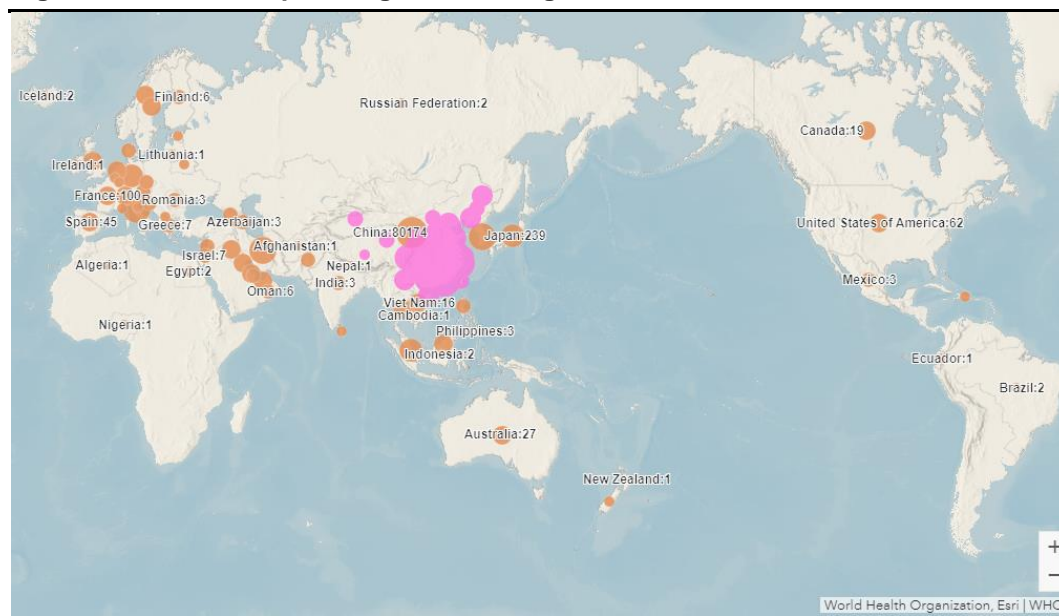 Iceland:2
Finland:6
Russian Federation:2
Canada:19
Lithuania:1
Ireland:1
France:100
Romania:3
Spain:45
Greece:7
Azerbaijan:3
China:80174
Japan:239
United States of America:62
Israel:7
Afghanistan:1
Algeria:1
Egypt:2
Nepal:1
India:3
Mexico:3
Oman:6
Viet Nam:16
Cambodia:1
Nigeria:1
Philippines:3
Indonesia:2
Ecuador:1
Brazil:2
Australia:27
New Zealand:1
+
−
World Health Organization, Esri | WHO